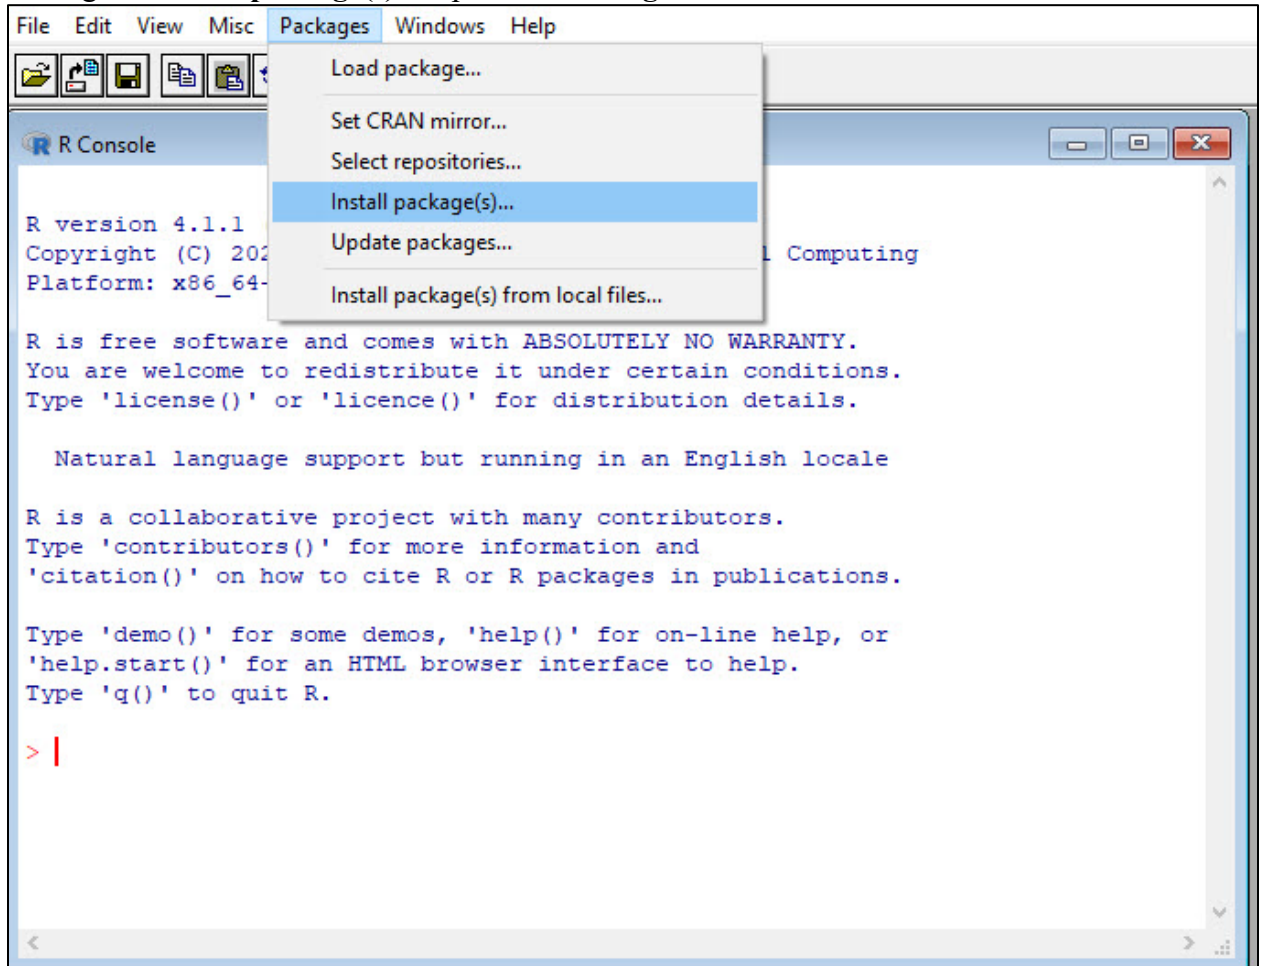 File Edit View Misc Packages Windows Help
Load package...
Set CRAN mirror...
Select repositories...
Install package(s)...
Update packages...
Install package(s) from local files...
R Console
R version 4.1.1
Copyright (C) 202 l Computing
Platform: x86_64-
R is free software and comes with ABSOLUTELY NO WARRANTY.
You are welcome to redistribute it under certain conditions.
Type 'license()' or 'licence()' for distribution details.
Natural language support but running in an English locale
R is a collaborative project with many contributors.
Type 'contributors()' for more information and
'citation()' on how to cite R or R packages in publications.
Type 'demo()' for some demos, 'help()' for on-line help, or
'help.start()' for an HTML browser interface to help.
Type 'q()' to quit R.
>